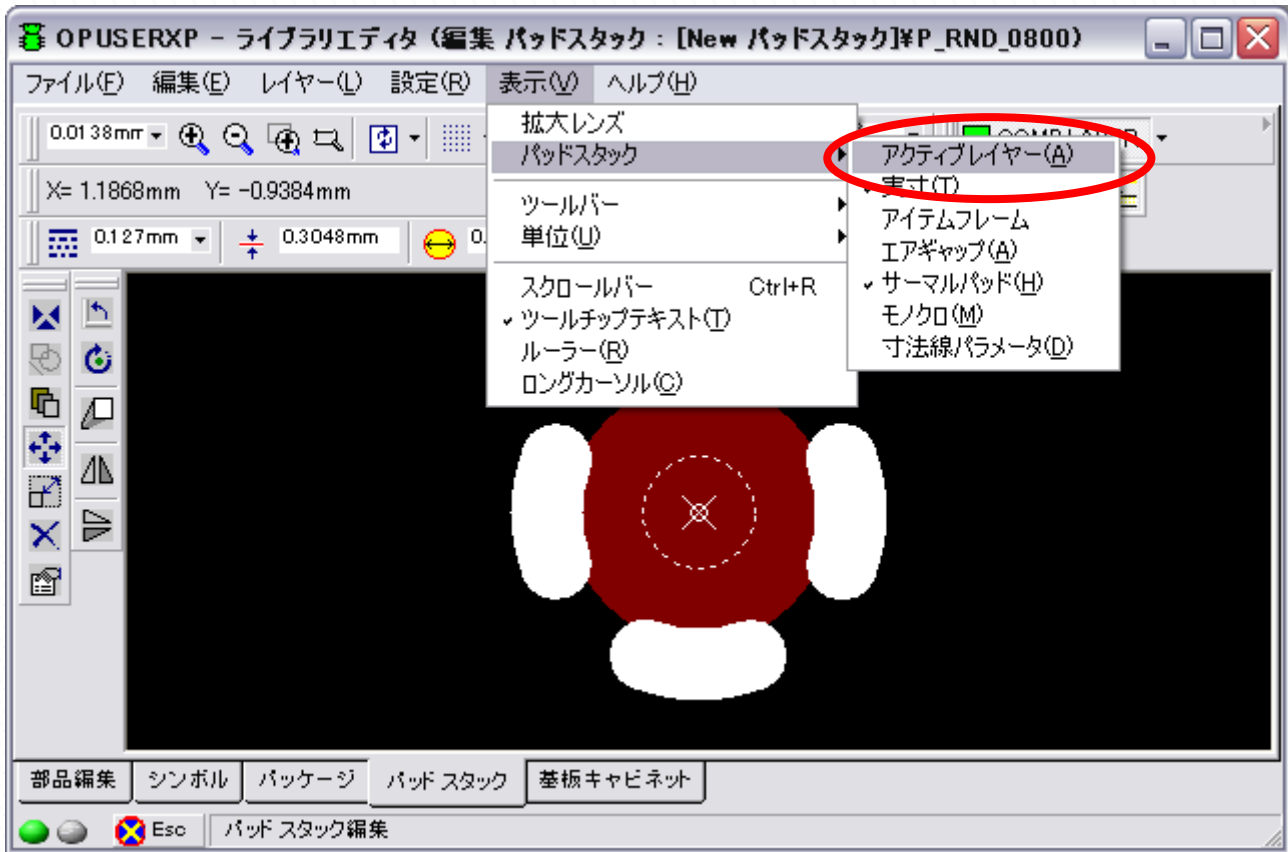 OPUSERXP - ライブラリエディタ (編集 パッドスタック : [New パッドスタック]¥P_RND_0800)
ファイル(F) 編集(E) レイヤー(L) 設定(R) 表示(V) ヘルプ(H)
0.0138mm
拡大レンズ
パッドスタック
アクティブレイヤー(A)
X= 1.1868mm Y= -0.9384mm
実寸(T)
ツールバー
アイテムフレーム
0.127mm 0.3048mm 0.
単位(U)
エアギャップ(A)
スクロールバー Ctrl+R
サーマルパッド(H)
ツールチップテキスト(T)
モノクロ(M)
ルーラー(R)
寸法線パラメータ(D)
ロングカーソル(C)
部品編集 シンボル パッケージ パッド スタック 基板キャビネット
Esc パッド スタック編集